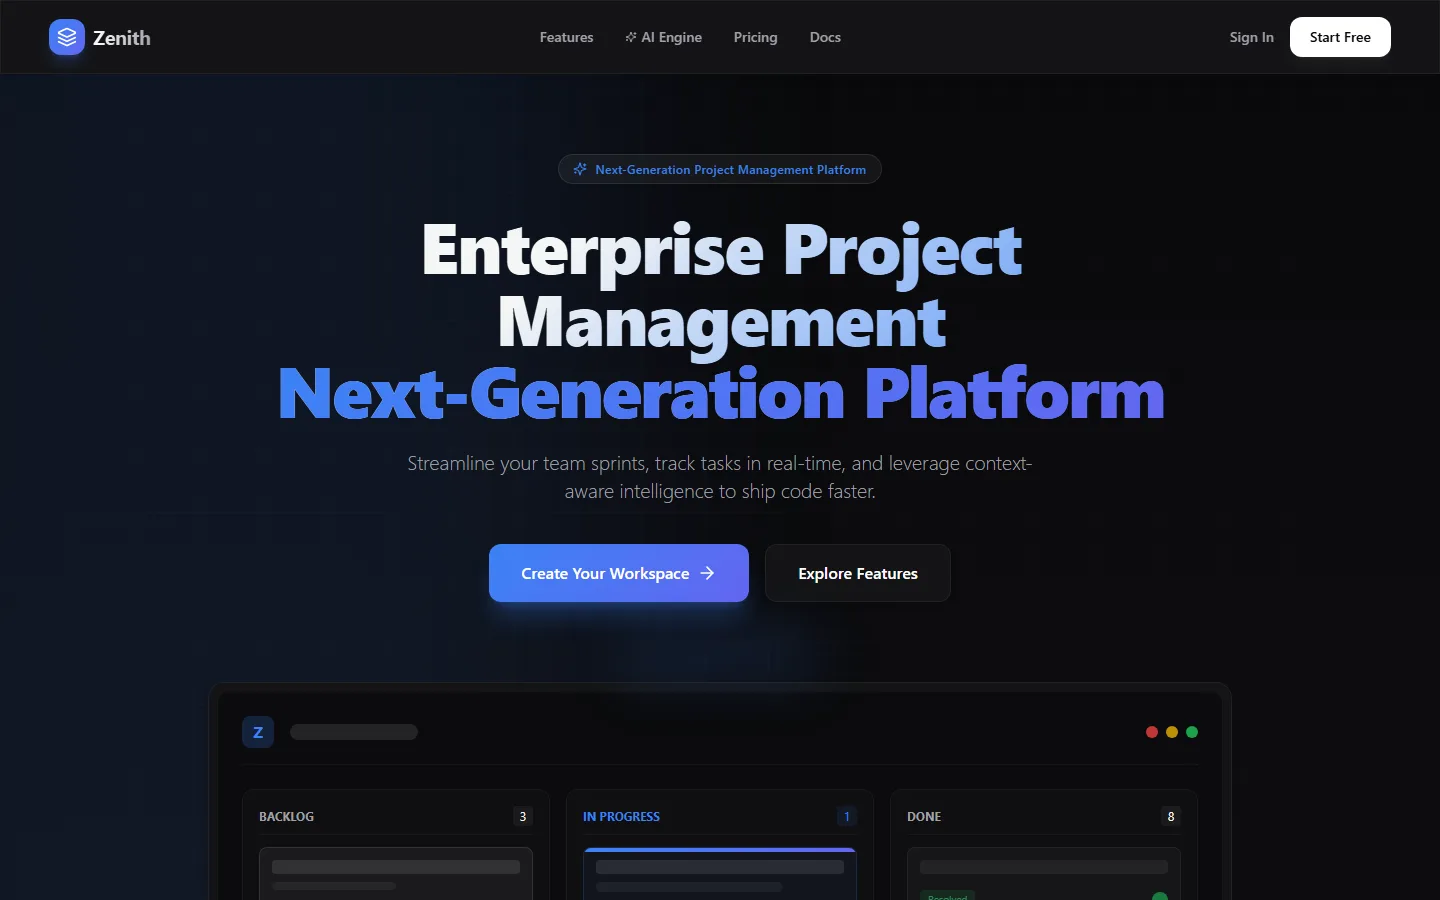 Zenith
Features
AI Engine
Pricing
Docs
Sign In
Start Free
Next-Generation Project Management Platform
Enterprise Project
Management
Next-Generation Platform
Streamline your team sprints, track tasks in real-time, and leverage context-
aware intelligence to ship code faster.
Create Your Workspace
Explore Features
Z
BACKLOG
3
IN PROGRESS
1
DONE
8
Resolved